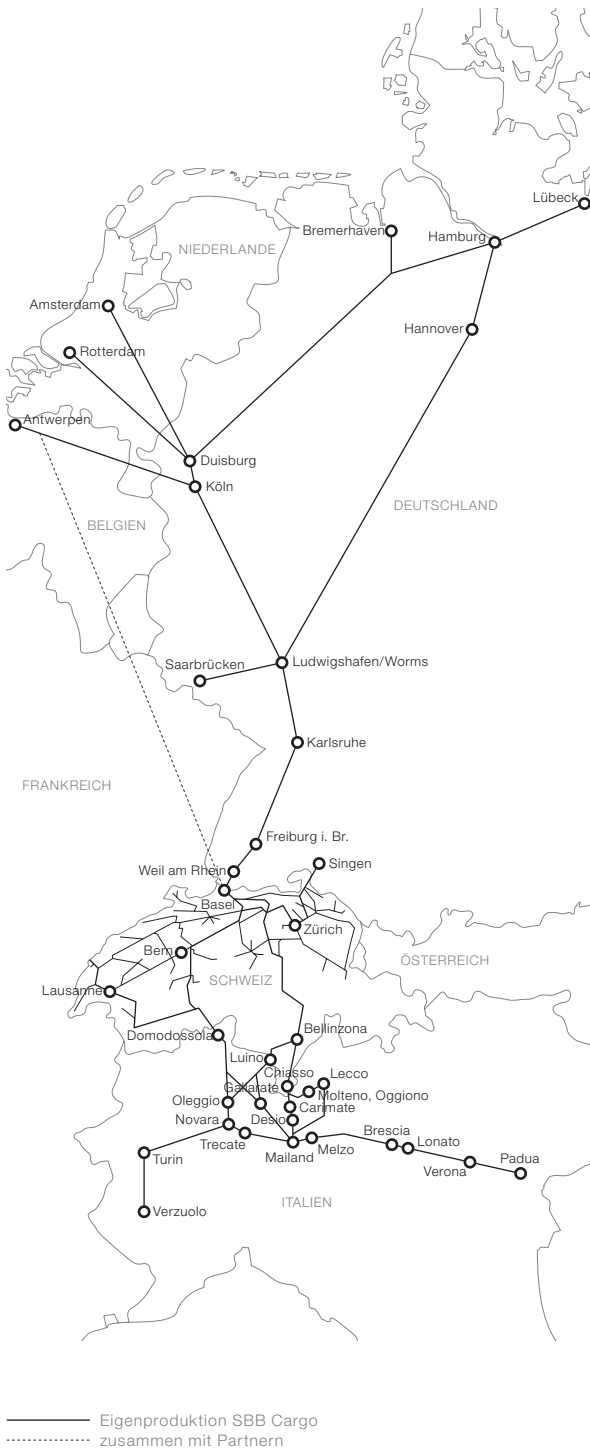 Lübeck
Bremerhaven
Hamburg
NIEDERLANDE
Amsterdam
Hannover
Rotterdam
Antwerpen
Duisburg
Köln
DEUTSCHLAND
BELGIEN
Saarbrücken
Ludwigshafen/Worms
Karlsruhe
FRANKREICH
Freiburg i. Br.
Weil am Rhein
Singen
Basel
Zürich
Bern
ÖSTERREICH
SCHWEIZ
Lausanne
Domodossola
Bellinzona
Luino
Chiasso
Lecco
Gallarate
Molteno, Oggiono
Oleggio
Carimate
Novara
Desio
Trecate
Brescia
Mailand
Melzo
Lonato
Turin
Verona
Padua
Verzuolo
ITALIEN
Eigenproduktion SBB Cargo
zusammen mit Partnern